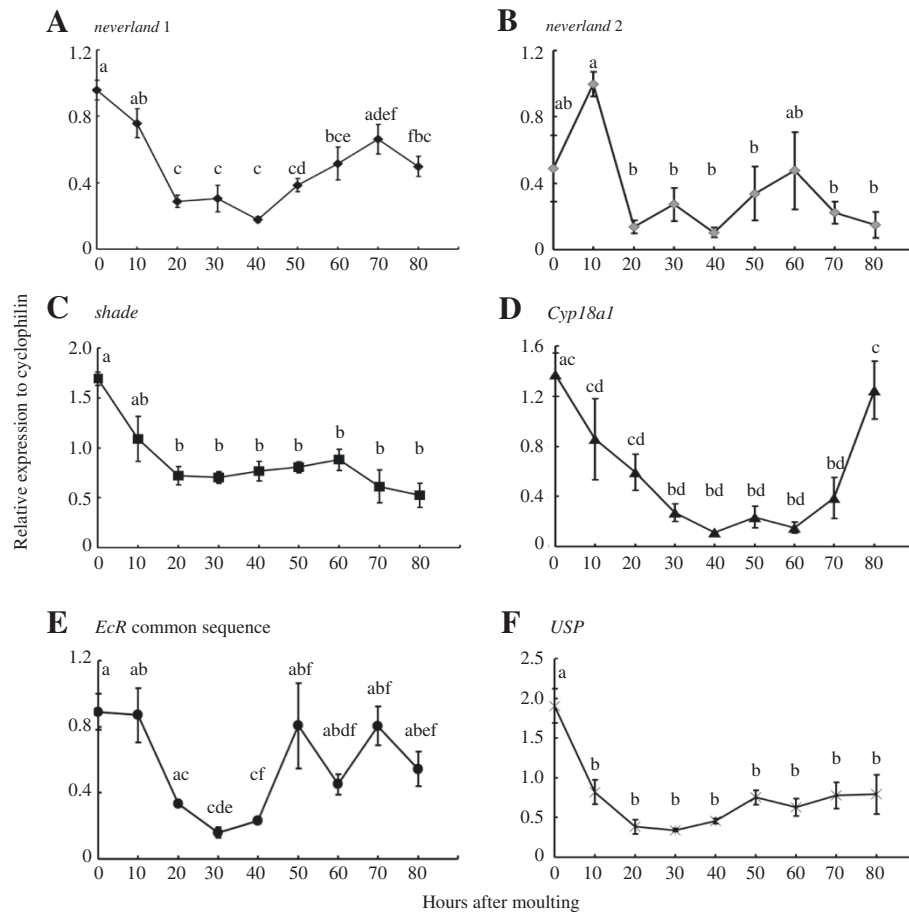 A neverland 1
1.2
0.8
0.4
0
a
ab
c
c
c
cd
bce
adef
fbc
0 10 20 30 40 50 60 70 80
B neverland 2
1.2
0.8
0.4
0
ab
a
b
b
b
b
ab
b
b
0 10 20 30 40 50 60 70 80
C shade
2.0
1.5
1.0
0.5
0
a
ab
b
b
b
b
b
b
b
0 10 20 30 40 50 60 70 80
D Cyp18a1
1.6
1.2
0.8
0.4
0
ac
cd
cd
bd
bd
bd
bd
bd
c
0 10 20 30 40 50 60 70 80
E EcR common sequence
1.2
0.8
0.4
0
a
ab
ac
cde
cf
abf
abdf
abf
abef
0 10 20 30 40 50 60 70 80
F USP
2.5
2.0
1.5
1.0
0.5
0
a
b
b
b
b
b
b
b
b
0 10 20 30 40 50 60 70 80
Relative expression to cyclophilin
Hours after moulting